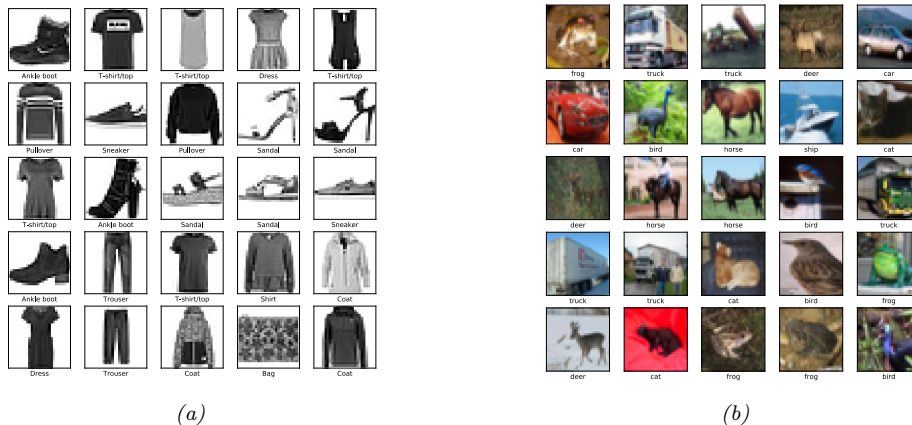 Ankle boot T-shirt/top T-shirt/top Dress T-shirt/top
Pullover Sneaker Pullover Sandal Sandal
T-shirt/top Ankle boot Sandal Sandal Sneaker
Ankle boot Trouser T-shirt/top Shirt Coat
Dress Trouser Coat Bag Coat
(a)
frog truck truck deer car
car bird horse ship cat
deer horse horse bird truck
truck truck cat bird frog
deer cat frog frog bird
(b)